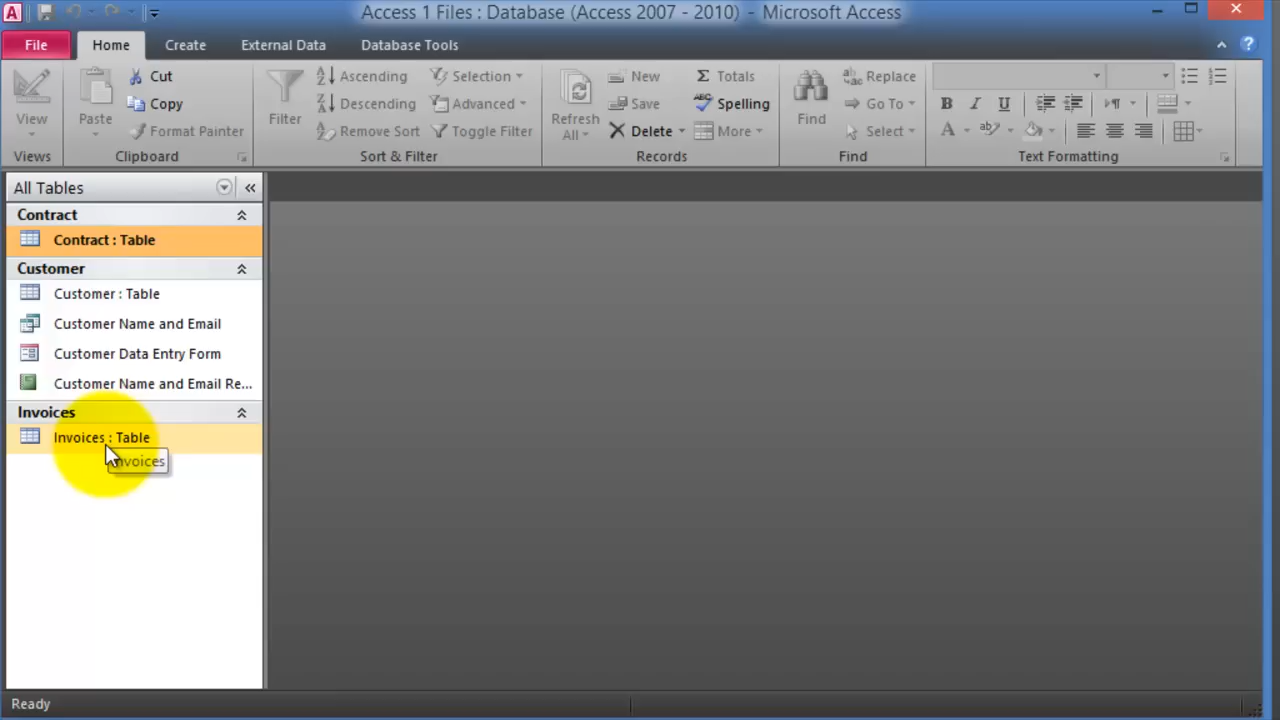 Access 1 Files : Database (Access 2007 - 2010) - Microsoft Access
File Home Create External Data Database Tools
View
Views
Paste
Cut
Copy
Format Painter
Clipboard
Filter
Ascending
Descending
Remove Sort
Selection
Advanced
Toggle Filter
Sort & Filter
Refresh
All
New
Save
Delete
Totals
Spelling
More
Records
Find
Replace
Go To
Select
Find
B I U
A ab
Text Formatting
All Tables
Contract
Contract : Table
Customer
Customer : Table
Customer Name and Email
Customer Data Entry Form
Customer Name and Email Re...
Invoices
Invoices : Table
Invoices
Ready